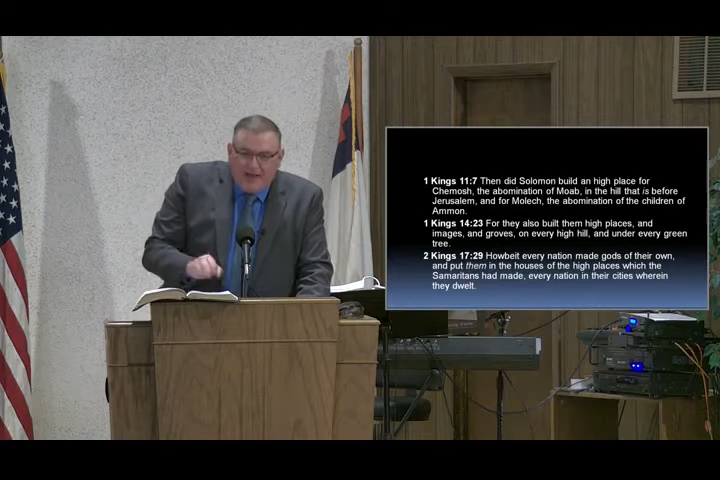 1 Kings 11:7 Then did Solomon build an high place for
Chemosh, the abomination of Moab, in the hill that is before
Jerusalem, and for Molech, the abomination of the children of
Ammon.
1 Kings 14:23 For they also built them high places, and
images, and groves, on every high hill, and under every green
tree.
2 Kings 17:29 Howbeit every nation made gods of their own,
and put them in the houses of the high places which the
Samaritans had made, every nation in their cities wherein
they dwelt.